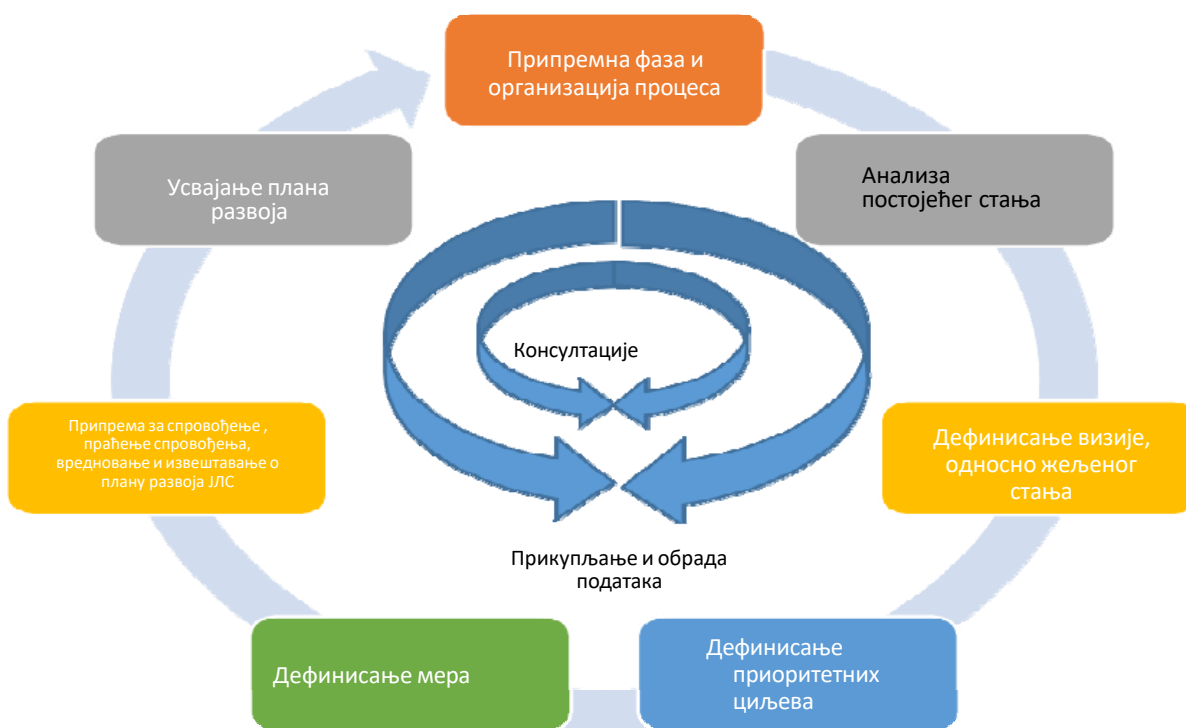 Припремна фаза и
организација процеса
Анализа
постојећег стања
Дефинисање визије,
односно жељеног
стања
Дефинисање
приоритетних
циљева
Дефинисање мера
Припрема за спровођење ,
праћење спровођења,
вредновање и извештавање о
плану развоја ЈЛС
Усвајање плана
развоја
Консултације
Прикупљање и обрада
података